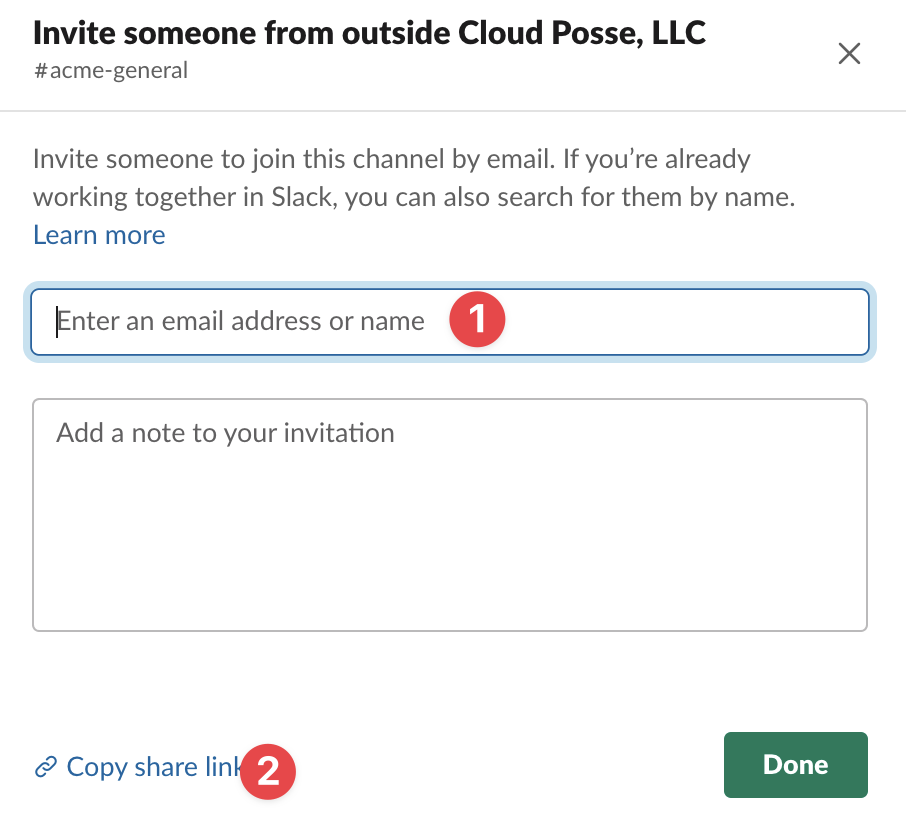 Invite someone from outside Cloud Posse, LLC
#acme-general
Invite someone to join this channel by email. If you’re already
working together in Slack, you can also search for them by name.
Learn more
Enter an email address or name 1
Add a note to your invitation
Copy share link 2
Done